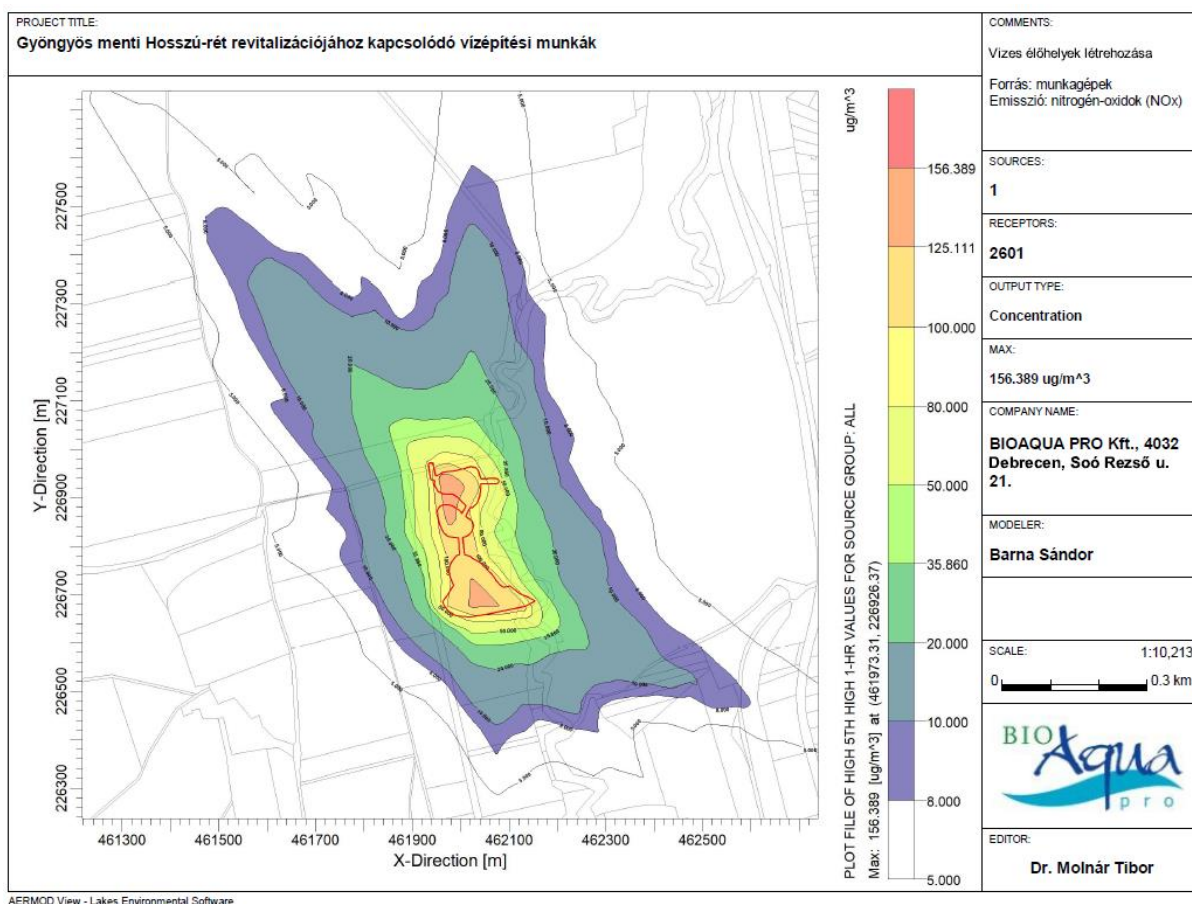 PROJECT TITLE:
Gyöngyös menti Hosszú-rét revitalizációjához kapcsolódó vízépítési munkák
COMMENTS:
Vizes élőhelyek létrehozása
Forrás: munkagépek
Emisszió: nitrogén-oxidok (NOx)
SOURCES:
1
RECEPTORS:
2601
OUTPUT TYPE:
Concentration
MAX:
156.389 ug/m^3
COMPANY NAME:
BIOAQUA PRO Kft., 4032
Debrecen, Soó Rezső u.
21.
MODELER:
Barna Sándor
SCALE:
1:10,213
0
0.3 km
BIO
Aqua
pro
EDITOR:
Dr. Molnár Tibor
Y-Direction [m]
227500
227300
227100
226900
226700
226500
226300
461300
461500
461700
461900
462100
462300
462500
X-Direction [m]
PLOT FILE OF HIGH 5TH HIGH 1-HR VALUES FOR SOURCE GROUP: ALL
Max: 156.389 [ug/m^3] at (461973.31, 226926.37)
ug/m^3
156.389
125.111
100.000
80.000
50.000
35.860
20.000
10.000
8.000
5.000
AERMOD View - Lakes Environmental Software